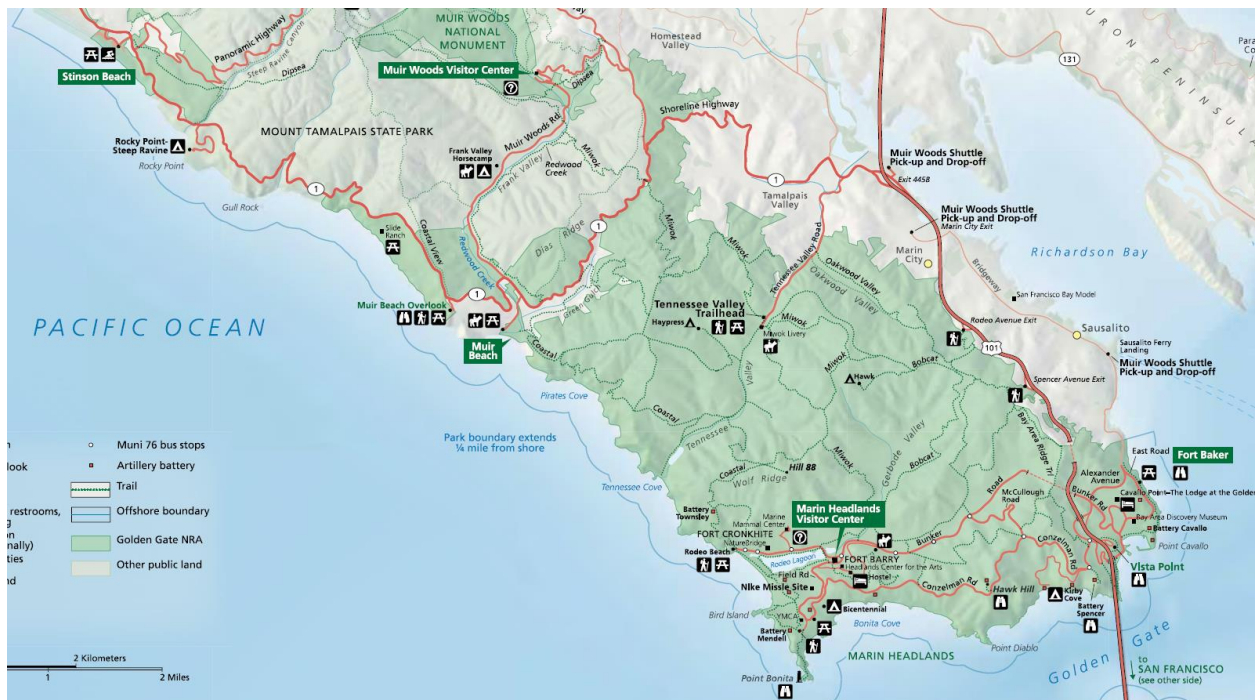 MUIR WOODS
NATIONAL
MONUMENT
Homestead
Valley
131
Panoramic Highway
Steep Ravine Canyon
Dipsea
Stinson Beach
Muir Woods Visitor Center
Dipsea
Shoreline Highway
MOUNT TAMALPAIS STATE PARK
Muir Woods Rd
Rocky Point-
Steep Ravine
Rocky Point
Frank Valley
Horsecamp
Frank Valley
Redwood
Creek
Miwok
Muir Woods Shuttle
Pick-up and Drop-off
Exit 445B
1
1
Gull Rock
Tamalpais
Valley
Muir Woods Shuttle
Pick-up and Drop-off
Marin City Exit
Slide
Ranch
Coastal View
Redwood Creek
Dias Ridge
1
Miwok
Miwok
Tennessee Valley Road
Oakwood Valley
Oakwood Valley
Marin
City
Bridgeway
Richardson Bay
San Francisco Bay Model
PACIFIC OCEAN
Muir Beach Overlook
1
Green Gulch
Tennessee Valley
Trailhead
Haypress
Miwok Livery
Miwok
Rodeo Avenue Exit
101
Sausalito
Sausalito Ferry
Landing
Muir Woods Shuttle
Pick-up and Drop-off
Muir
Beach
Coastal
Valley
Miwok
Bobcat
Hawk
Spencer Avenue Exit
Pirates Cove
Coastal
Tennessee
Park boundary extends
¼ mile from shore
Bay Area Ridge Trl
Muni 76 bus stops
Artillery battery
Trail
Offshore boundary
Golden Gate NRA
Other public land
Tennessee Cove
Coastal
Hill 88
Wolf Ridge
Miwok
Gerbode Valley
Bobcat
East Road
Fort Baker
Alexander
Avenue
Cavallo Point—The Lodge at the Golden
Bay Area Discovery Museum
Battery Cavallo
Point Cavallo
Road
McCullough
Road
Bunker Rd
Battery
Townsley
Marine
Mammal Center
Marin Headlands
Visitor Center
FORT CRONKHITE
NatureBridge
Rodeo Beach
Rodeo Lagoon
FORT BARRY
Headlands Center for the Arts
Hostel
Bunker
Conzelman Rd
Vista Point
Field Rd
Nike Missle Site
Conzelman Rd
Hawk Hill
Kirby
Cove
Battery
Spencer
Bird Island
YMCA
Bicentennial
Battery
Mendell
Bonita Cove
Point Diablo
MARIN HEADLANDS
Point Bonita
Golden Gate
to
SAN FRANCISCO
(see other side)
2 Kilometers
1
2 Miles